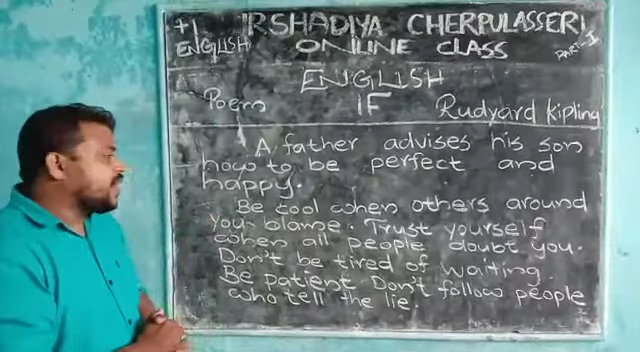 +1 IRSHADIYA CHERPULASSERI
ENGLISH ONLINE CLASS PART-I
ENGLISH
Poem IF Rudyard Kipling
A father advises his son
how to be perfect and
happy.
Be cool when others around
your blame. Trust yourself
when all people doubt you.
Don't be tired of waiting.
Be patient Don't follow people
who tell the lie.